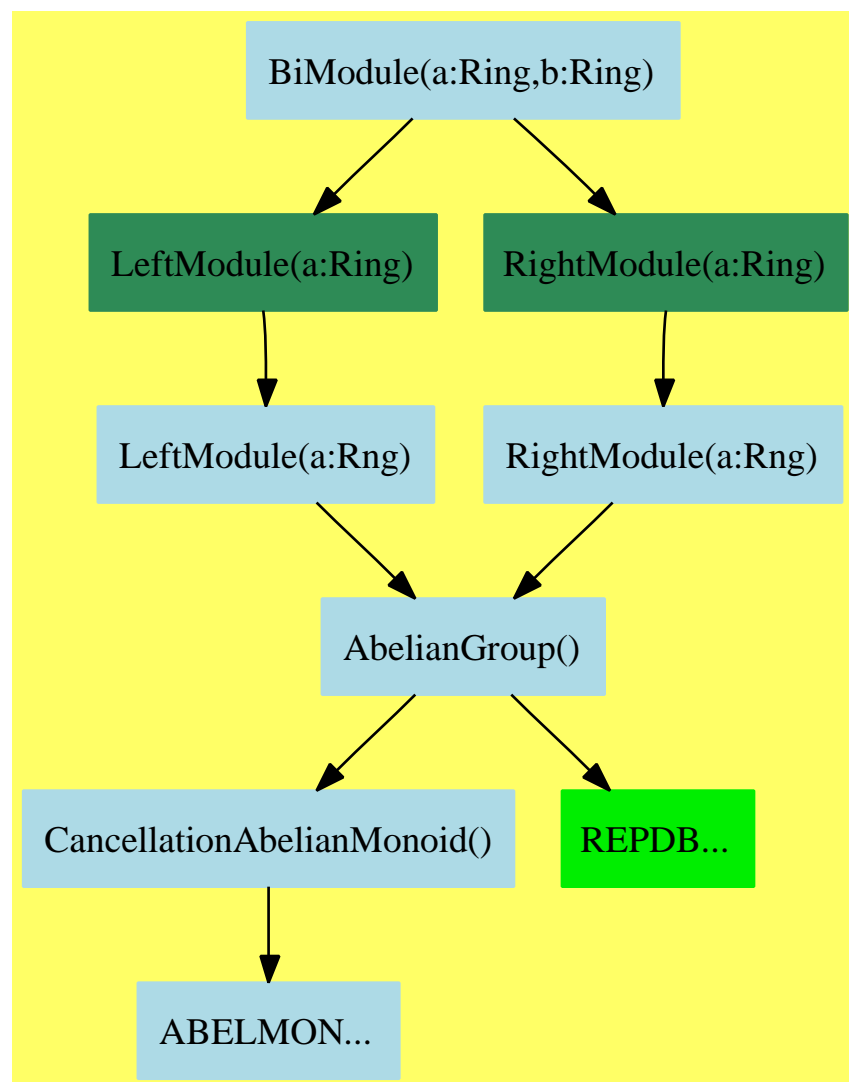 BiModule(a:Ring,b:Ring)
LeftModule(a:Ring)
RightModule(a:Ring)
LeftModule(a:Rng)
RightModule(a:Rng)
AbelianGroup()
CancellationAbelianMonoid()
REPDB...
ABELMON...